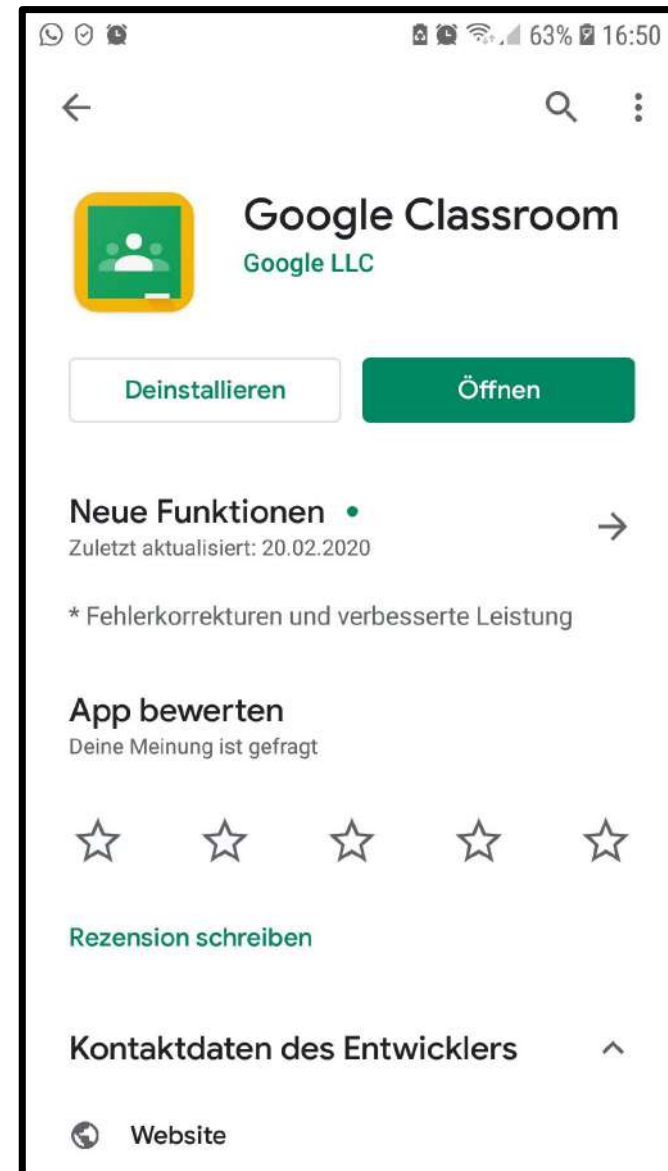 63% 16:50
Google Classroom
Google LLC
Deinstallieren Öffnen
Neue Funktionen •
Zuletzt aktualisiert: 20.02.2020
* Fehlerkorrekturen und verbesserte Leistung
App bewerten
Deine Meinung ist gefragt
Rezension schreiben
Kontaktdaten des Entwicklers
Website